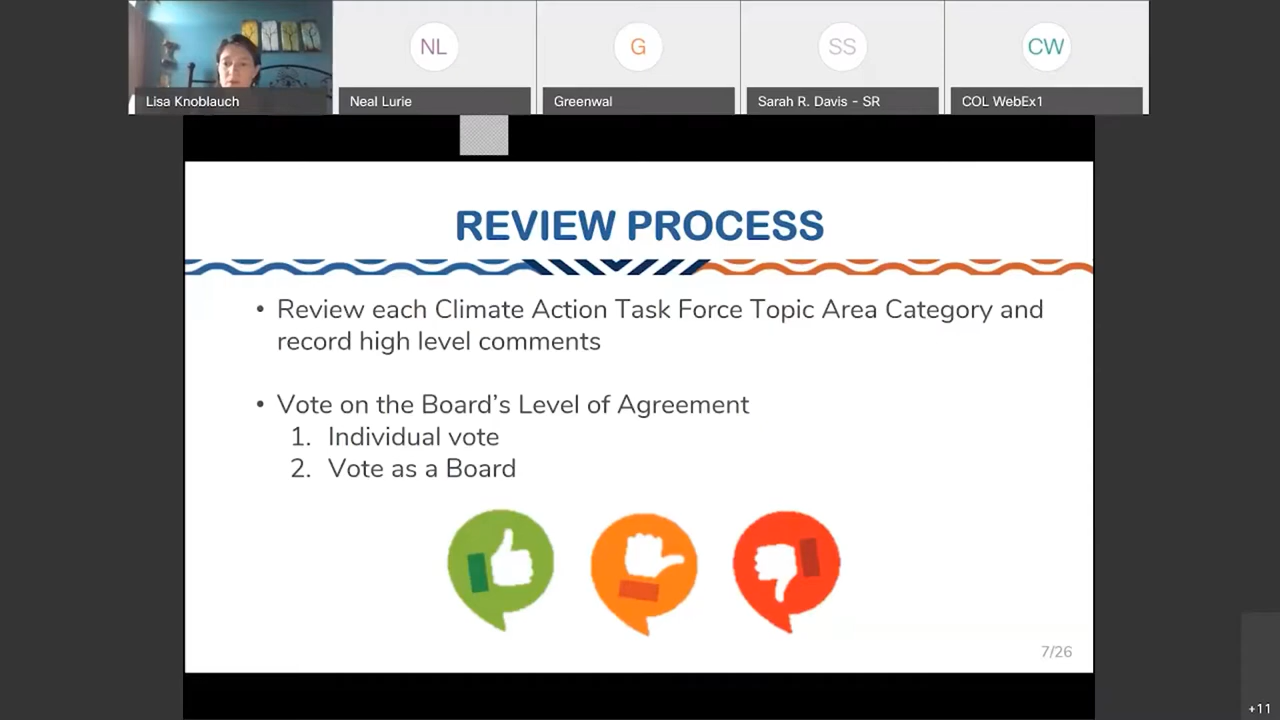 NL
G
SS
CW
Lisa Knoblauch
Neal Lurie
Greenwal
Sarah R. Davis - SR
COL WebEx1
REVIEW PROCESS
• Review each Climate Action Task Force Topic Area Category and
record high level comments
• Vote on the Board’s Level of Agreement
1. Individual vote
2. Vote as a Board
7/26
+11